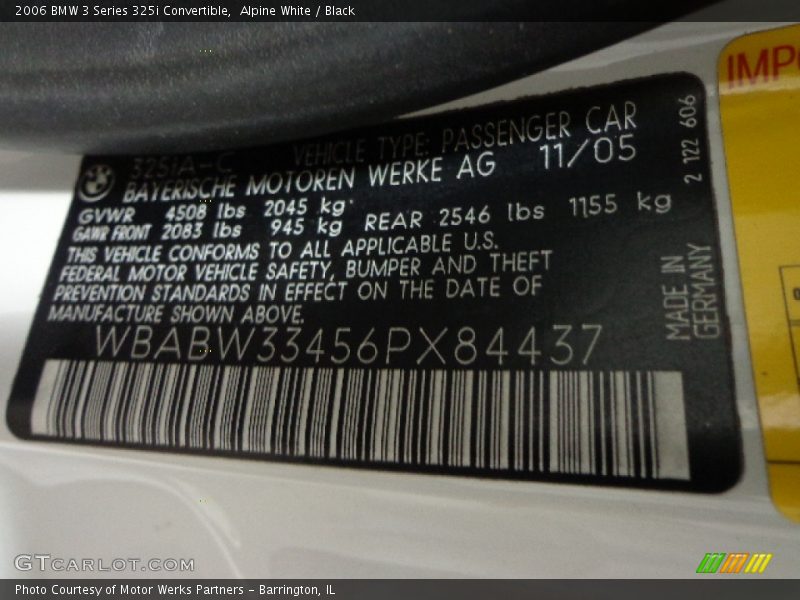 2006 BMW 3 Series 325i Convertible,  Alpine White / Black
IMPO
325iA-C VEHICLE TYPE: PASSENGER CAR
BAYERISCHE MOTOREN WERKE AG 11/05
GVWR 4508 lbs 2045 kg
GAWR FRONT 2083 lbs 945 kg REAR 2546 lbs 1155 kg
THIS VEHICLE CONFORMS TO ALL APPLICABLE U.S.
FEDERAL MOTOR VEHICLE SAFETY, BUMPER AND THEFT
PREVENTION STANDARDS IN EFFECT ON THE DATE OF
MANUFACTURE SHOWN ABOVE.
WBABW33456PX84437
2 122 606
MADE IN
GERMANY
GTCARLOT.COM
Photo Courtesy of Motor Werks Partners - Barrington, IL